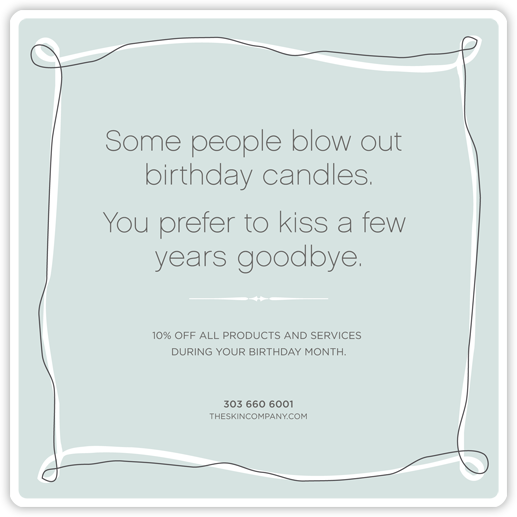 Some people blow out
birthday candles.
You prefer to kiss a few
years goodbye.
10% OFF ALL PRODUCTS AND SERVICES
DURING YOUR BIRTHDAY MONTH.
303 660 6001
THESKINCOMPANY.COM